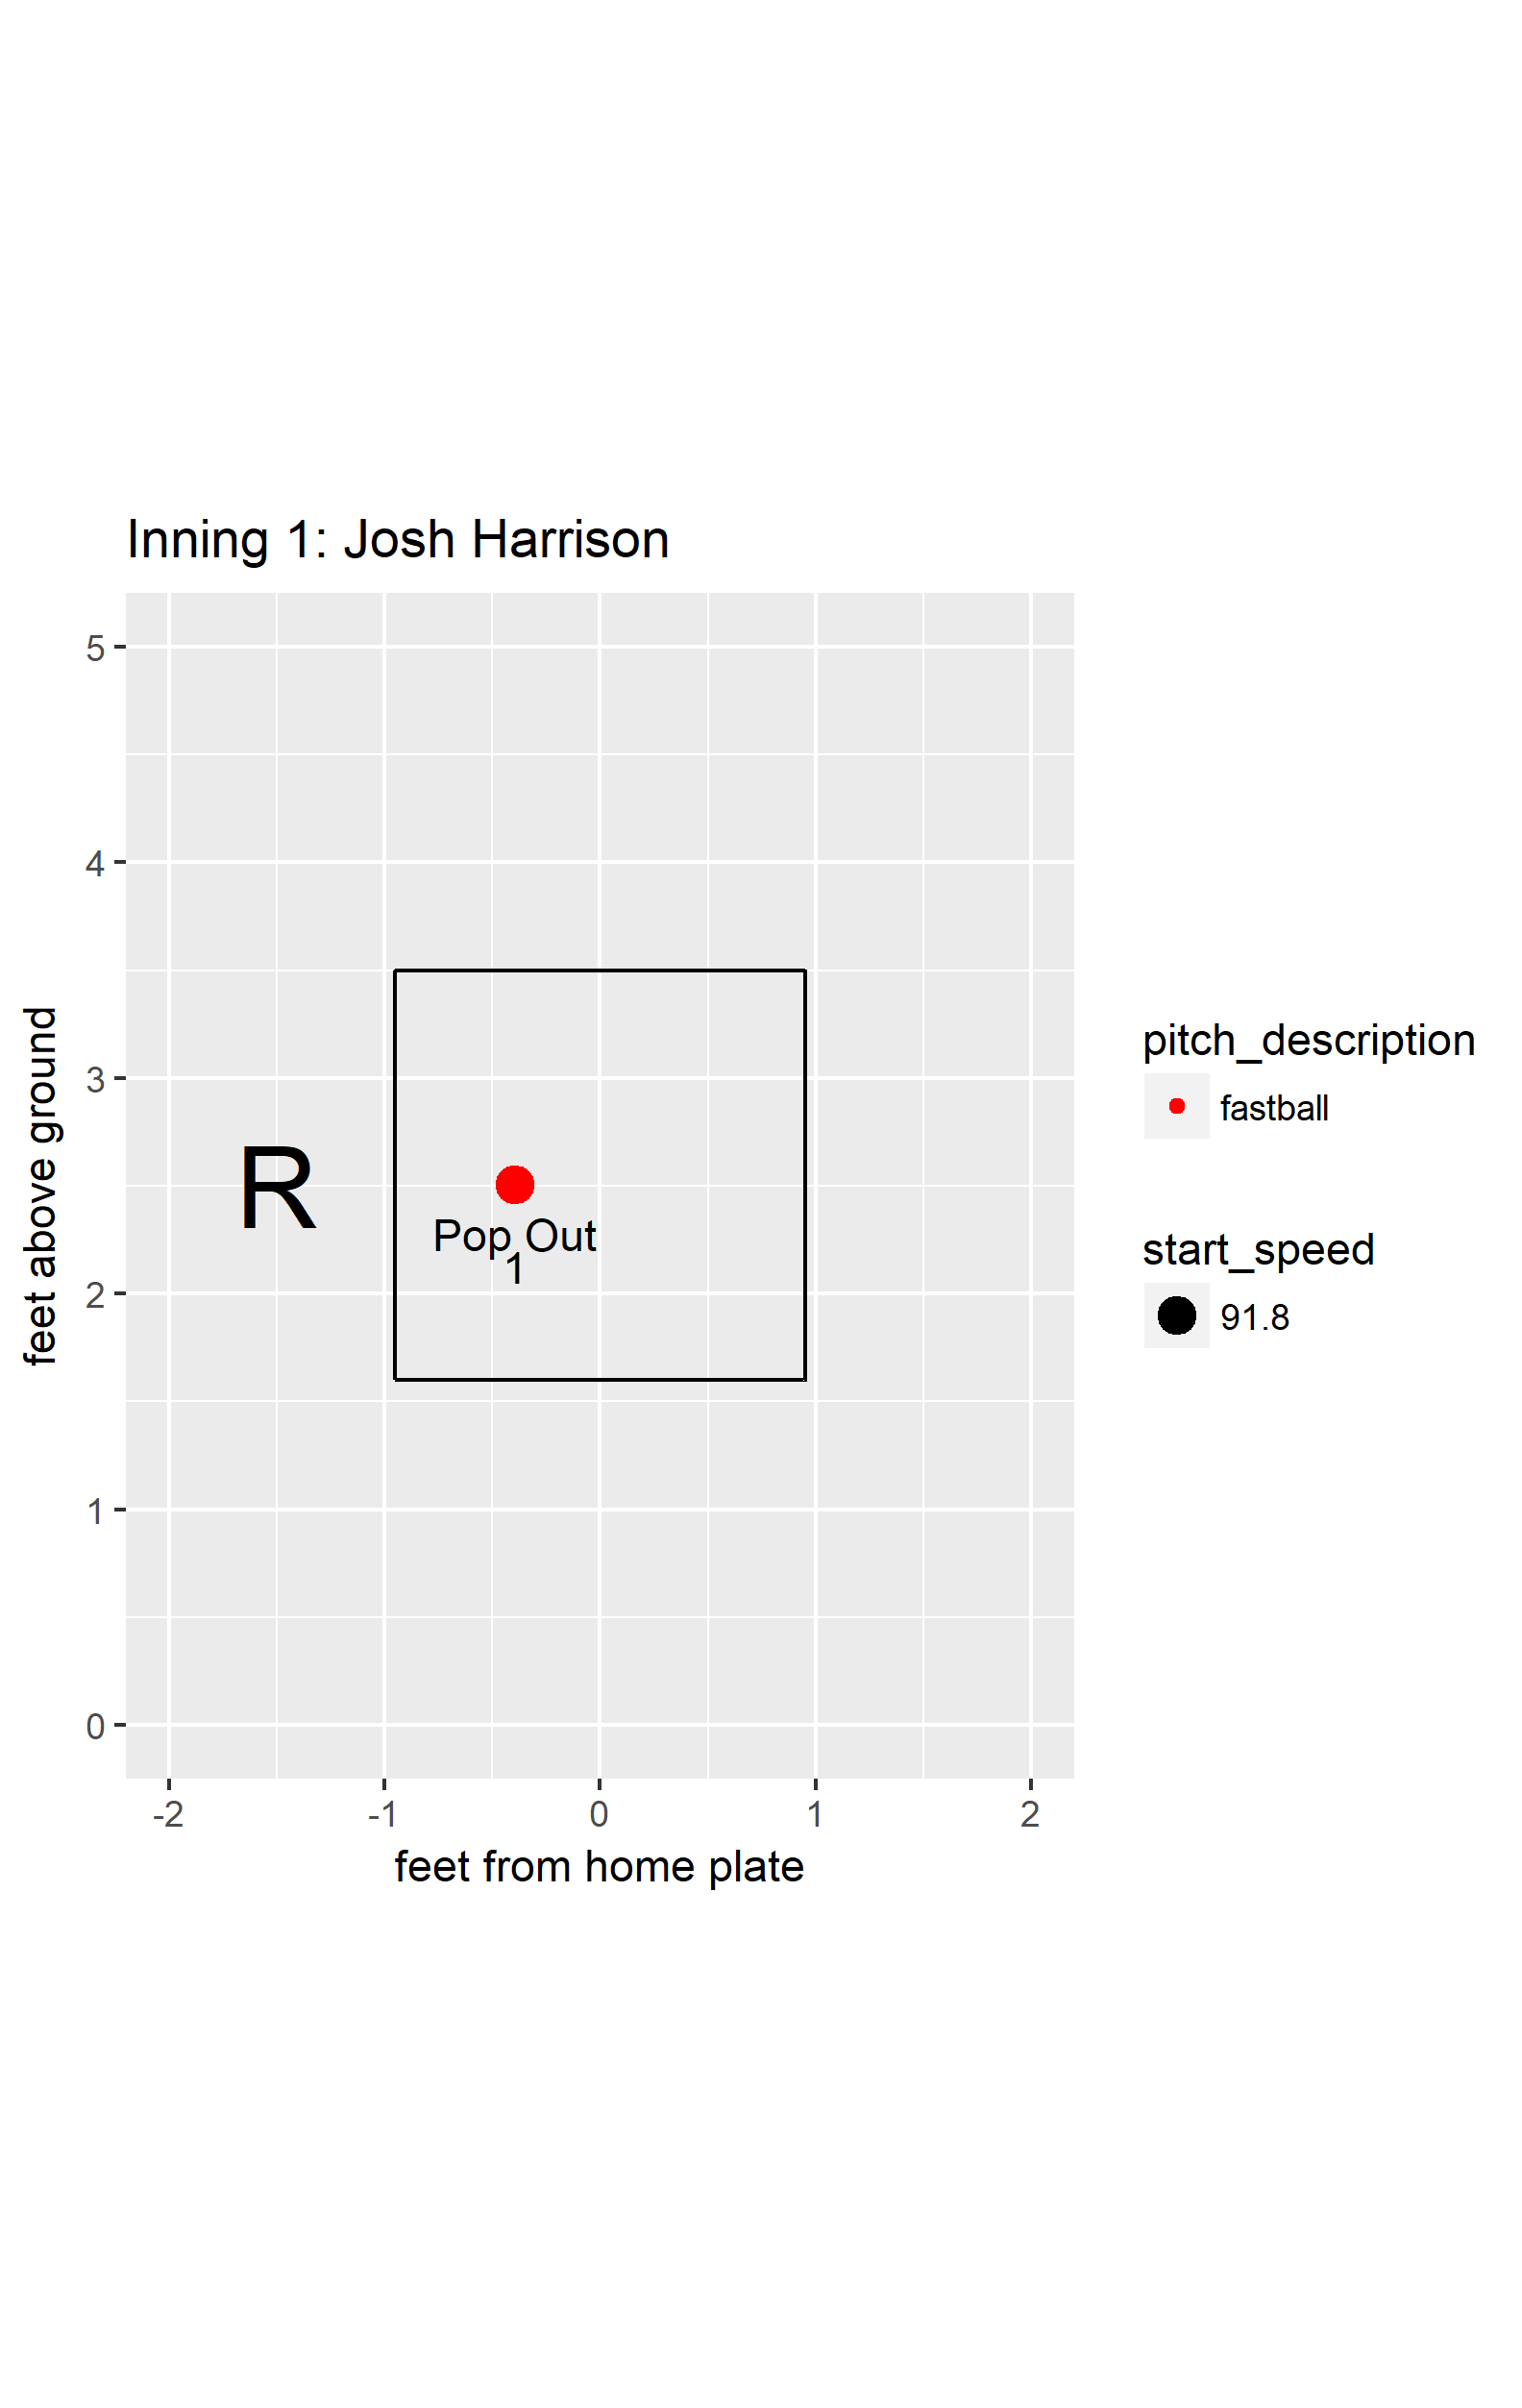 Inning 1: Josh Harrison
5
4
3
2
1
0
feet above ground
R
Pop Out
1
-2
-1
0
1
2
feet from home plate
pitch_description
fastball
start_speed
91.8